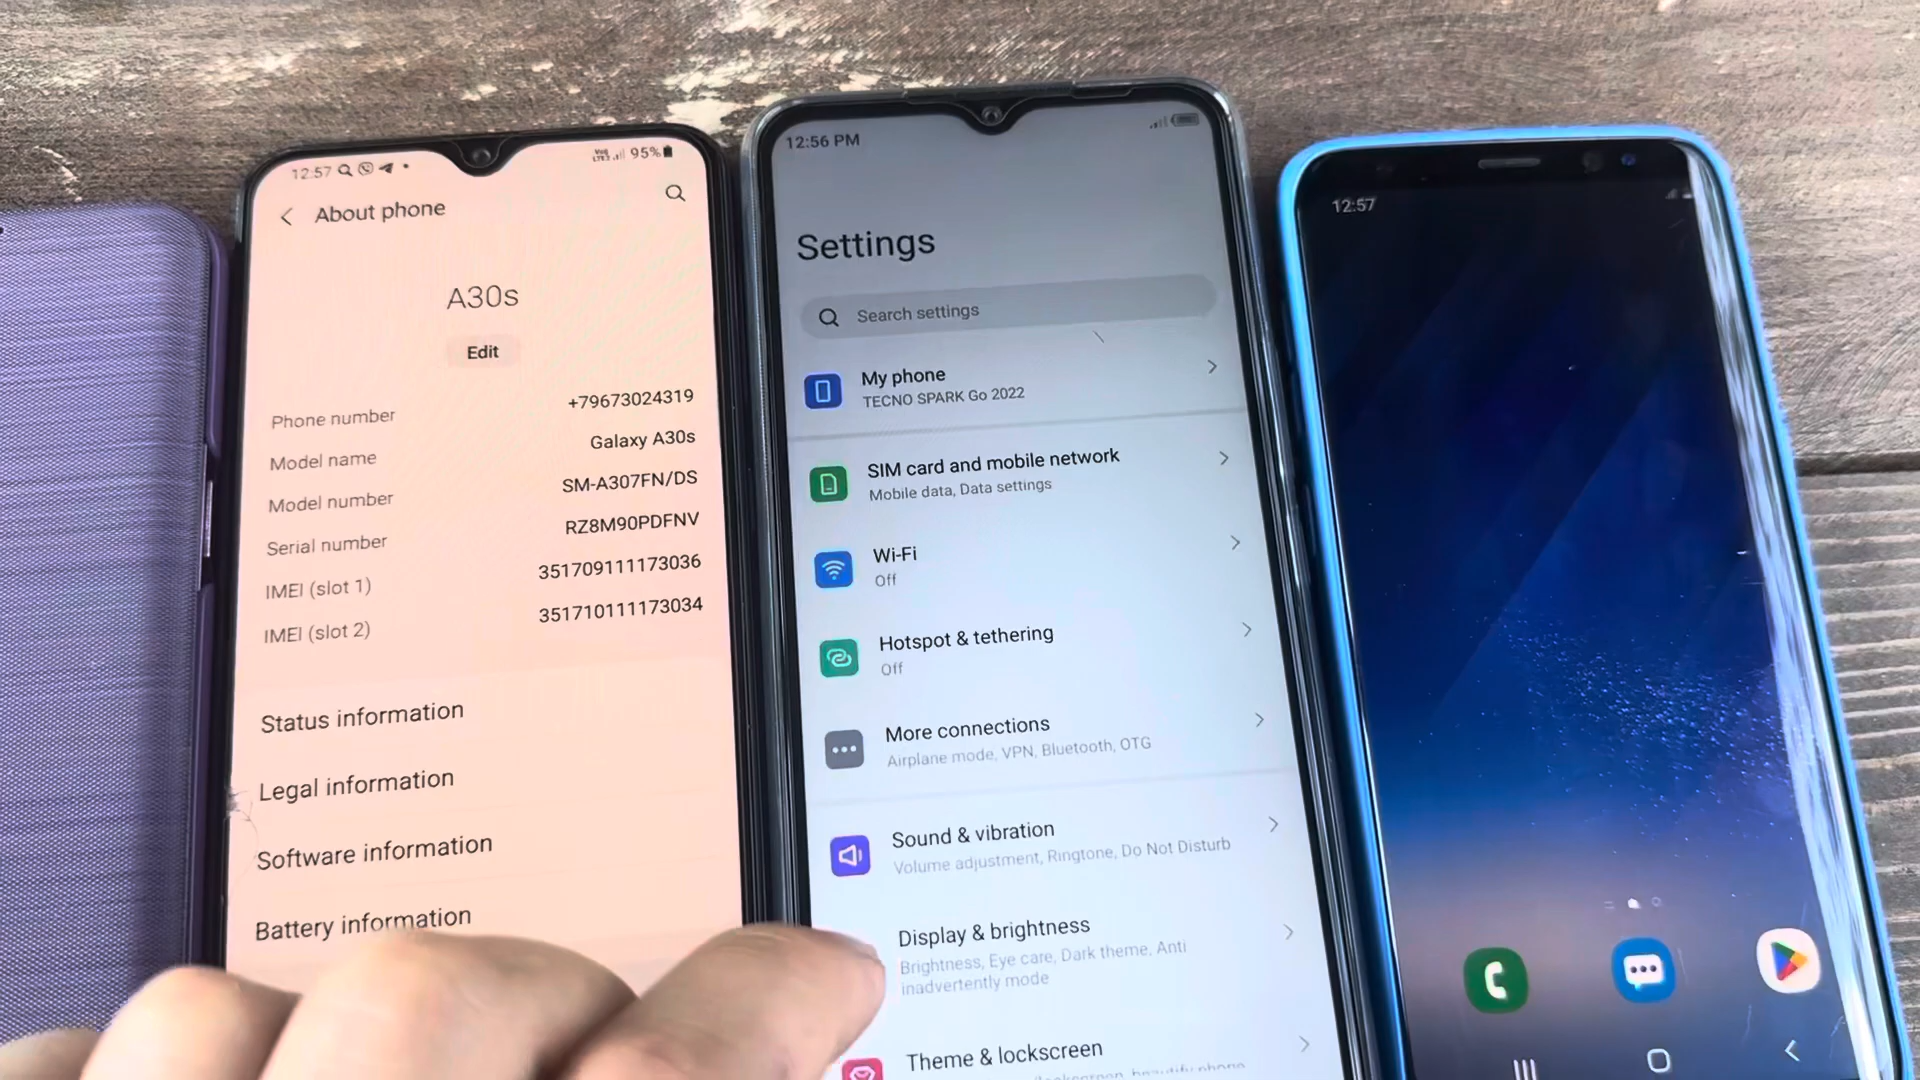 12:57
95%
About phone
A30s
Edit
Phone number +79673024319
Model name Galaxy A30s
Model number SM-A307FN/DS
Serial number RZ8M90PDFNV
IMEI (slot 1) 351709111173036
IMEI (slot 2) 351710111173034
Status information
Legal information
Software information
Battery information
12:56 PM
Settings
Search settings
My phone
TECNO SPARK Go 2022
SIM card and mobile network
Mobile data, Data settings
Wi-Fi
Off
Hotspot & tethering
Off
More connections
Airplane mode, VPN, Bluetooth, OTG
Sound & vibration
Volume adjustment, Ringtone, Do Not Disturb
Display & brightness
Brightness, Eye care, Dark theme, Anti
inadvertently mode
Theme & lockscreen
12:57